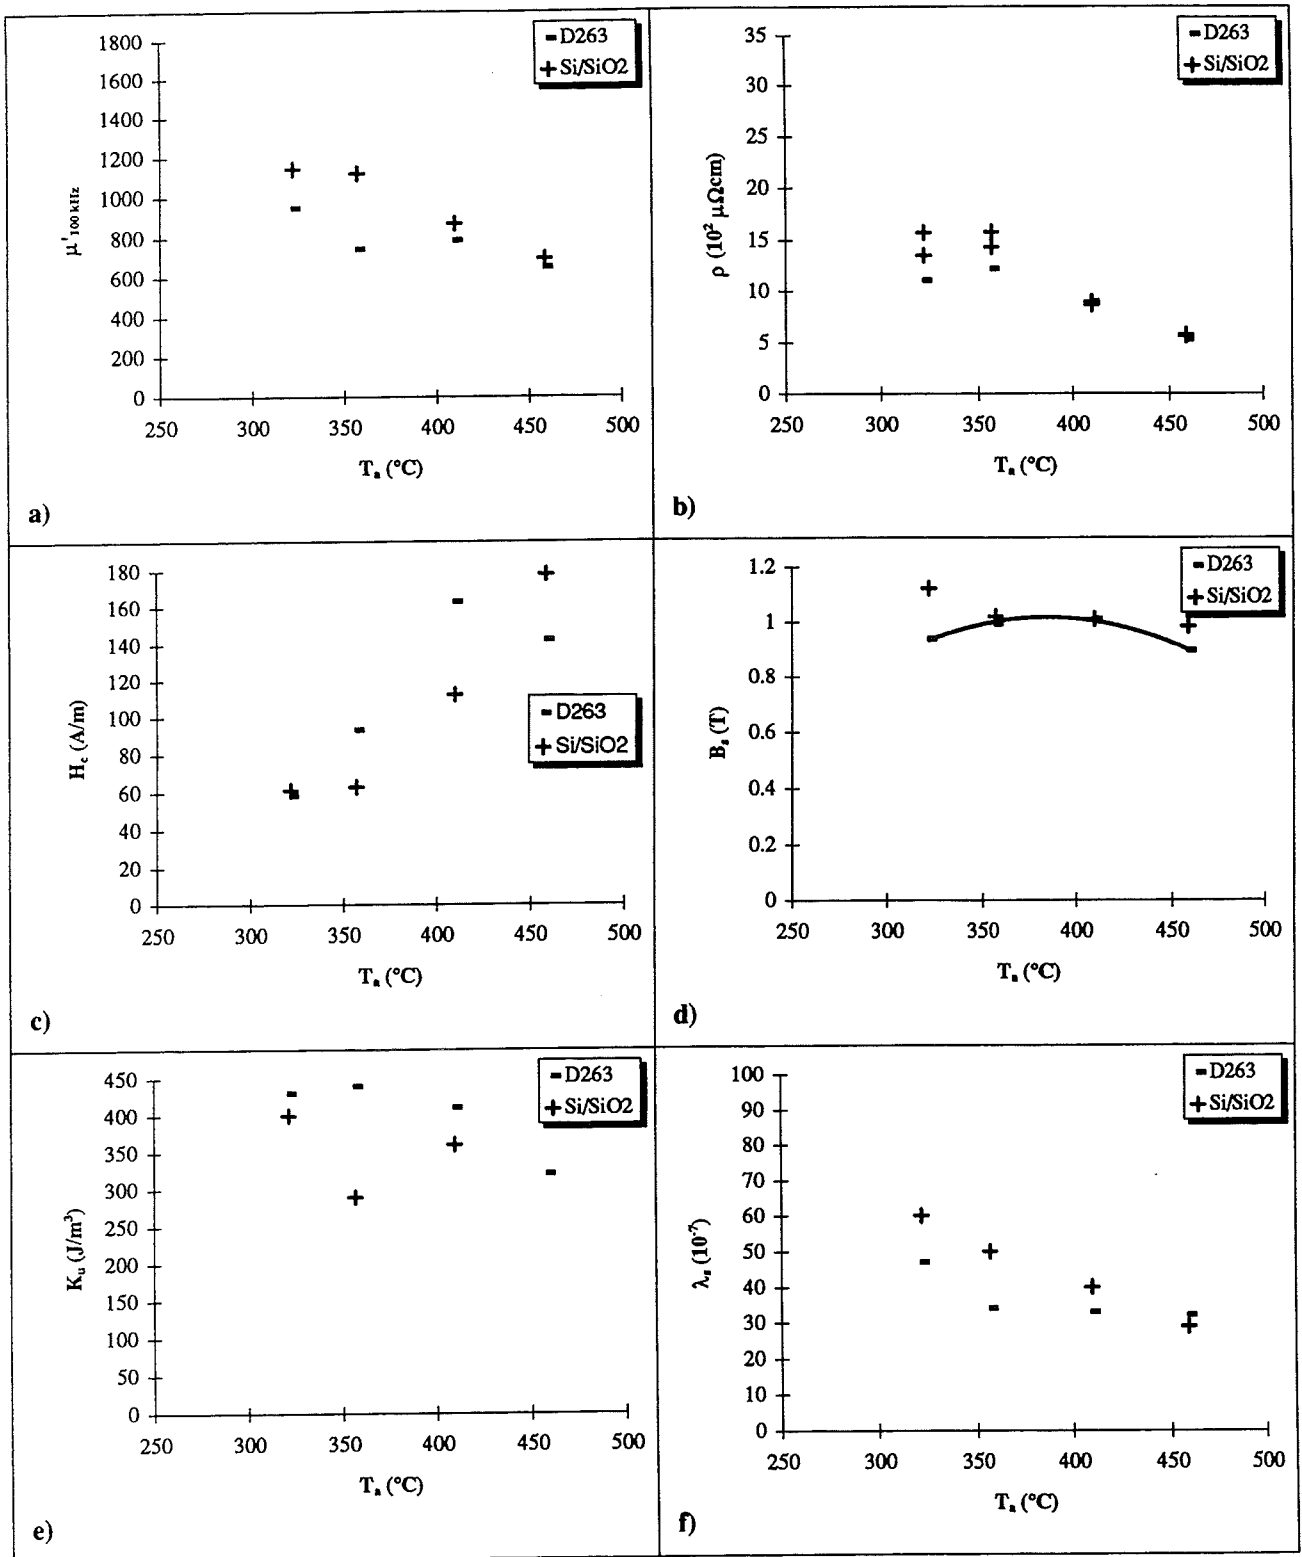 D263
Si/SiO2
1800
1600
1400
1200
1000
800
600
400
200
0
μ'100 kHz
250 300 350 400 450 500
Tₐ (°C)
a)
D263
Si/SiO2
35
30
25
20
15
10
5
0
ρ (10² μΩcm)
250 300 350 400 450 500
Tₐ (°C)
b)
180
160
140
120
100
80
60
40
20
0
H꜀ (A/m)
D263
Si/SiO2
250 300 350 400 450 500
Tₐ (°C)
c)
D263
Si/SiO2
1.2
1
0.8
0.6
0.4
0.2
0
Bₛ (T)
250 300 350 400 450 500
Tₐ (°C)
d)
D263
Si/SiO2
450
400
350
300
250
200
150
100
50
0
Kᵤ (J/m³)
250 300 350 400 450 500
Tₐ (°C)
e)
D263
Si/SiO2
100
90
80
70
60
50
40
30
20
10
0
λₛ (10⁻⁷)
250 300 350 400 450 500
Tₐ (°C)
f)